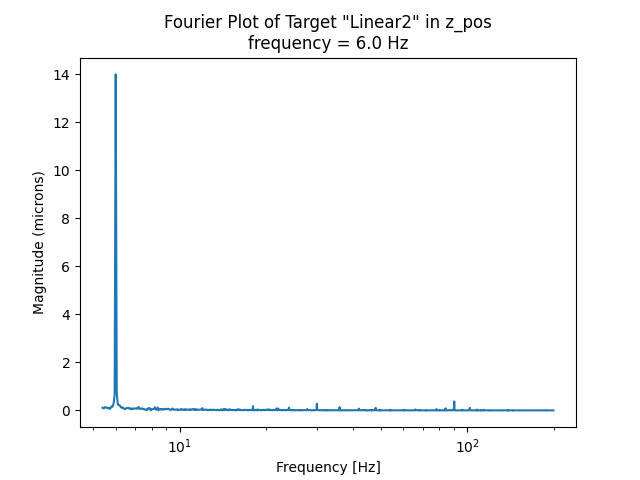 Fourier Plot of Target "Linear2" in z_pos
frequency = 6.0 Hz
14
12
10
8
6
4
2
0
Magnitude (microns)
10¹
10²
Frequency [Hz]